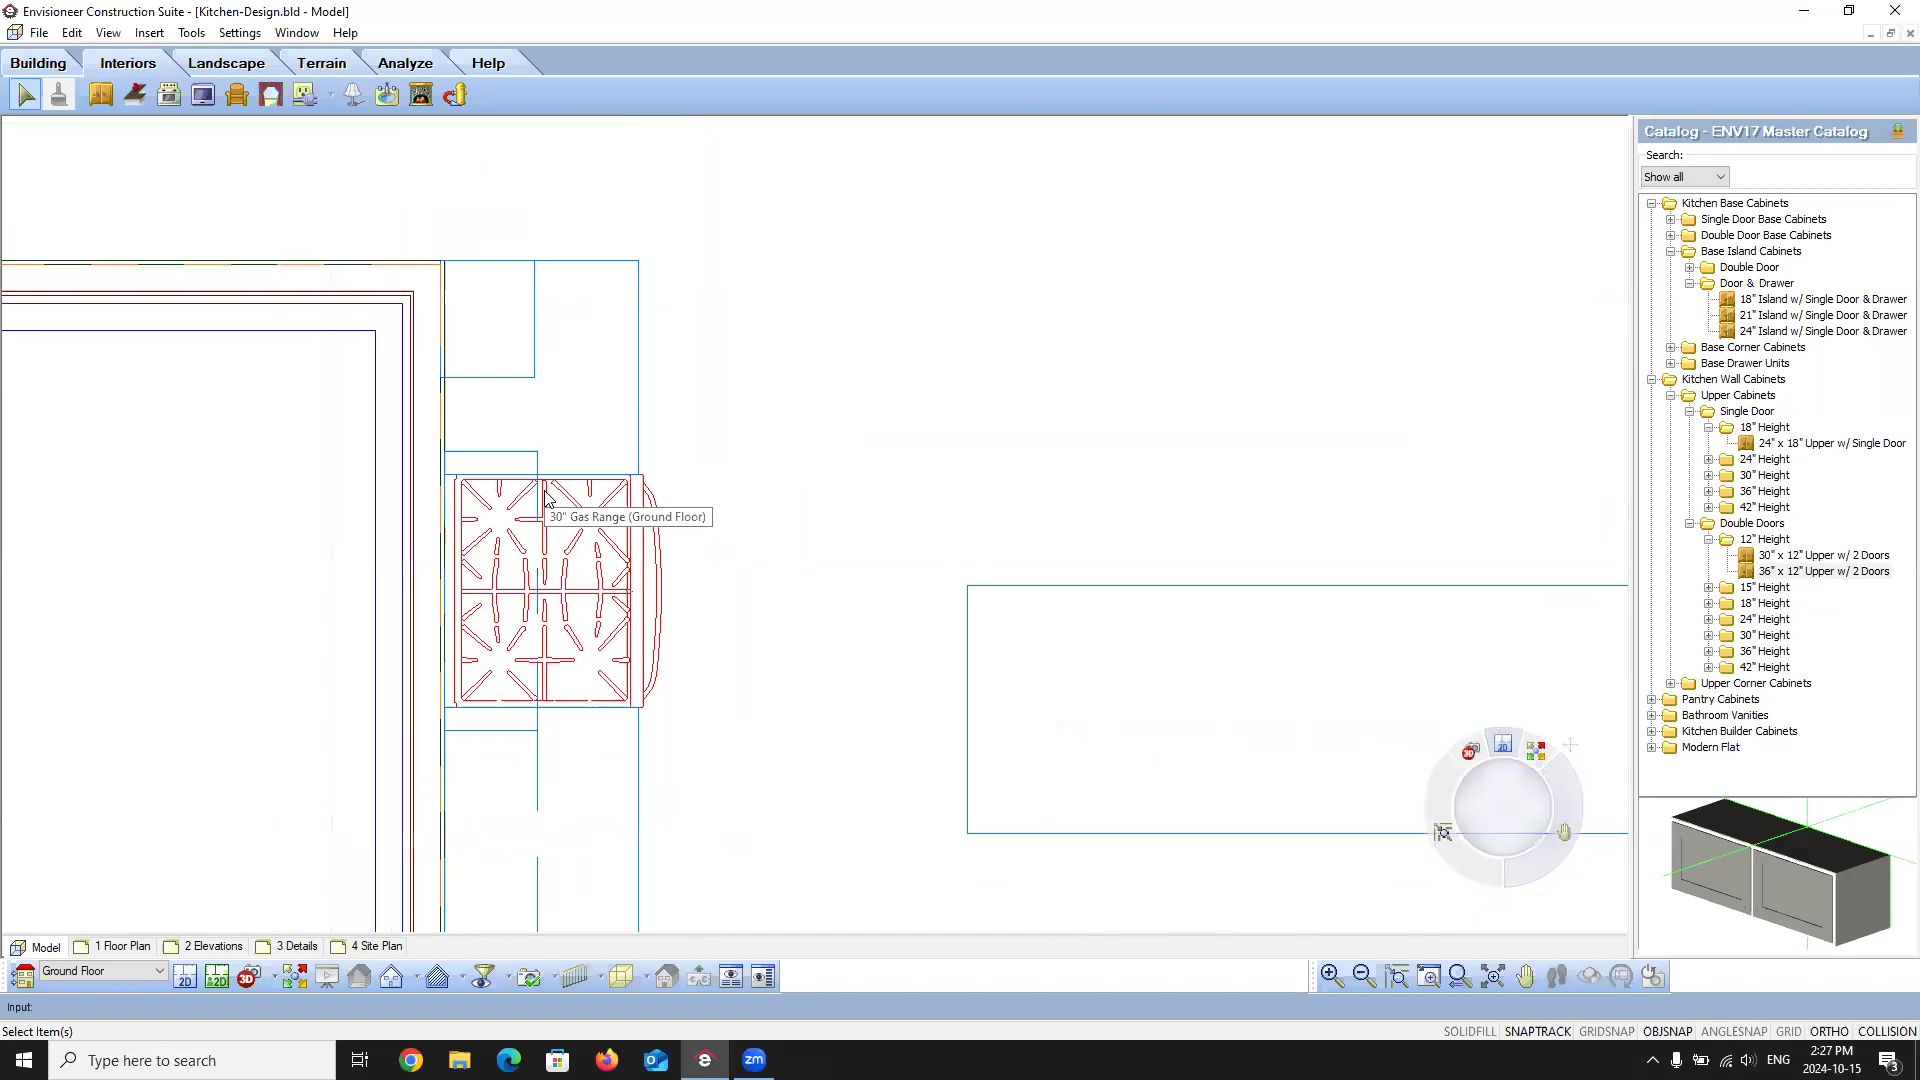 Envisioneer Construction Suite - [Kitchen-Design.bld - Model]
File Edit View Insert Tools Settings Window Help
Building Interiors Landscape Terrain Analyze Help
Catalog - ENV17 Master Catalog
Search:
Show all
Kitchen Base Cabinets
Single Door Base Cabinets
Double Door Base Cabinets
Base Island Cabinets
Double Door
Door & Drawer
18" Island w/ Single Door & Drawer
21" Island w/ Single Door & Drawer
24" Island w/ Single Door & Drawer
Base Corner Cabinets
Base Drawer Units
Kitchen Wall Cabinets
Upper Cabinets
Single Door
18" Height
24" x 18" Upper w/ Single Door
24" Height
30" Height
36" Height
42" Height
Double Doors
12" Height
30" x 12" Upper w/ 2 Doors
36" x 12" Upper w/ 2 Doors
15" Height
18" Height
24" Height
30" Height
36" Height
42" Height
Upper Corner Cabinets
Pantry Cabinets
Bathroom Vanities
Kitchen Builder Cabinets
Modern Flat
30" Gas Range (Ground Floor)
3D 2D
Model 1 Floor Plan 2 Elevations 3 Details 4 Site Plan
Ground Floor 2D 2D 3D
Input:
Select Item(s)
SOLIDFILL SNAPTRACK GRIDSNAP OBJSNAP ANGLESNAP GRID ORTHO COLLISION
Type here to search
zm
ENG
2:27 PM
2024-10-15
3